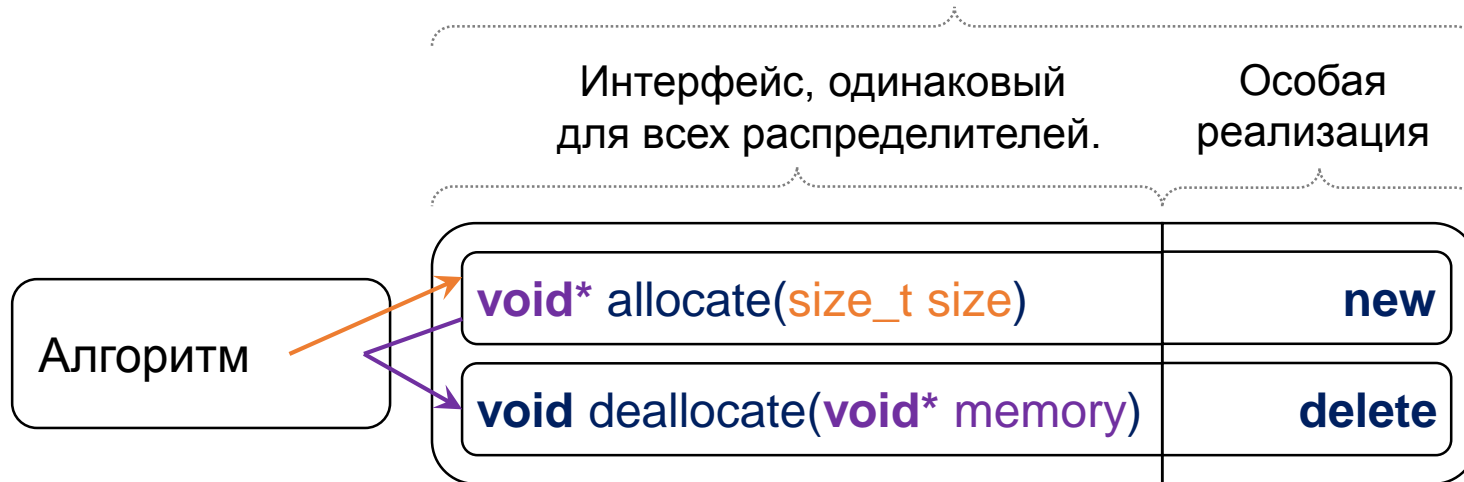 Интерфейс, одинаковый
для всех распределителей.
Особая
реализация
Алгоритм
void* allocate(size_t size)
new
void deallocate(void* memory)
delete